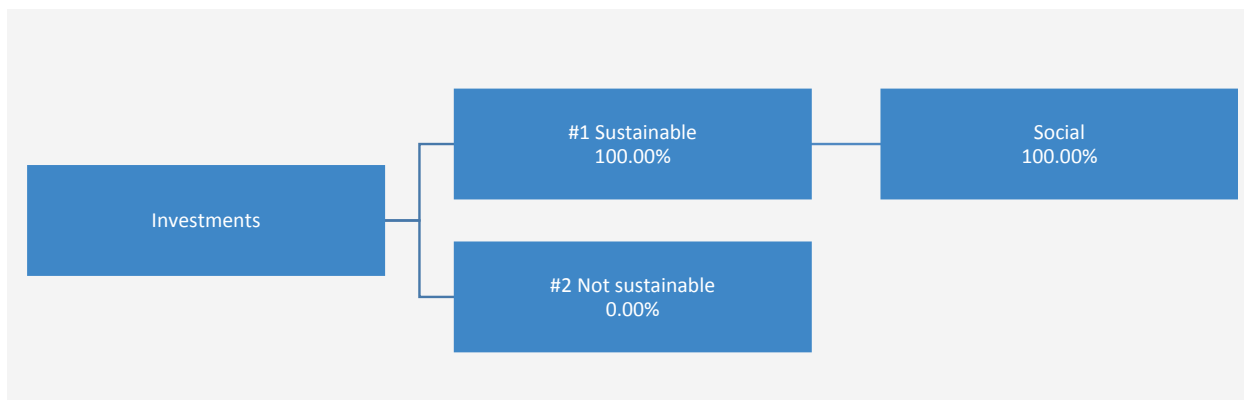 Investments
#1 Sustainable
100.00%
Social
100.00%
#2 Not sustainable
0.00%